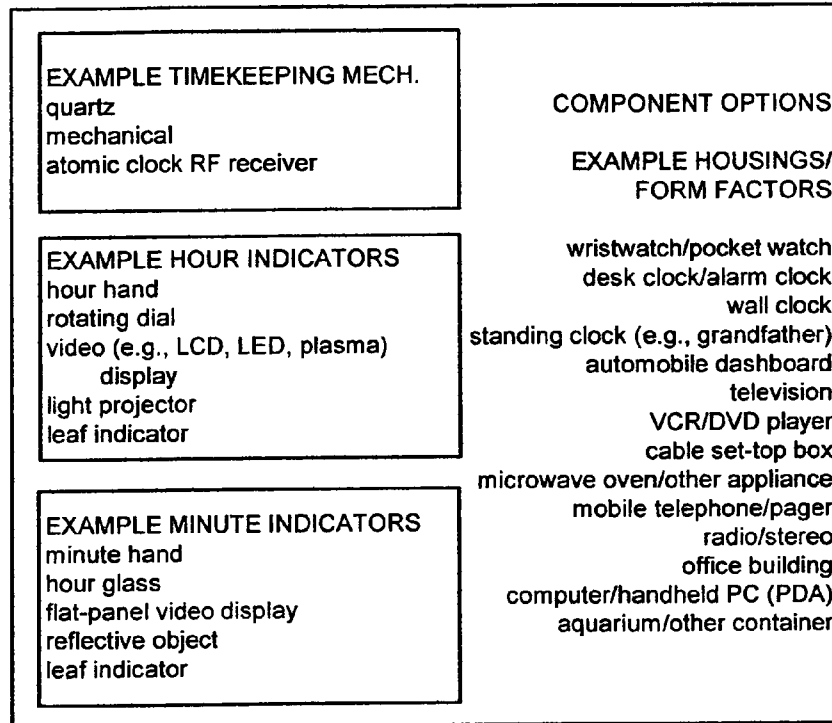 EXAMPLE TIMEKEEPING MECH.
quartz
mechanical
atomic clock RF receiver
EXAMPLE HOUR INDICATORS
hour hand
rotating dial
video (e.g., LCD, LED, plasma)
display
light projector
leaf indicator
EXAMPLE MINUTE INDICATORS
minute hand
hour glass
flat-panel video display
reflective object
leaf indicator
COMPONENT OPTIONS
EXAMPLE HOUSINGS/
FORM FACTORS
wristwatch/pocket watch
desk clock/alarm clock
wall clock
standing clock (e.g., grandfather)
automobile dashboard
television
VCR/DVD player
cable set-top box
microwave oven/other appliance
mobile telephone/pager
radio/stereo
office building
computer/handheld PC (PDA)
aquarium/other container